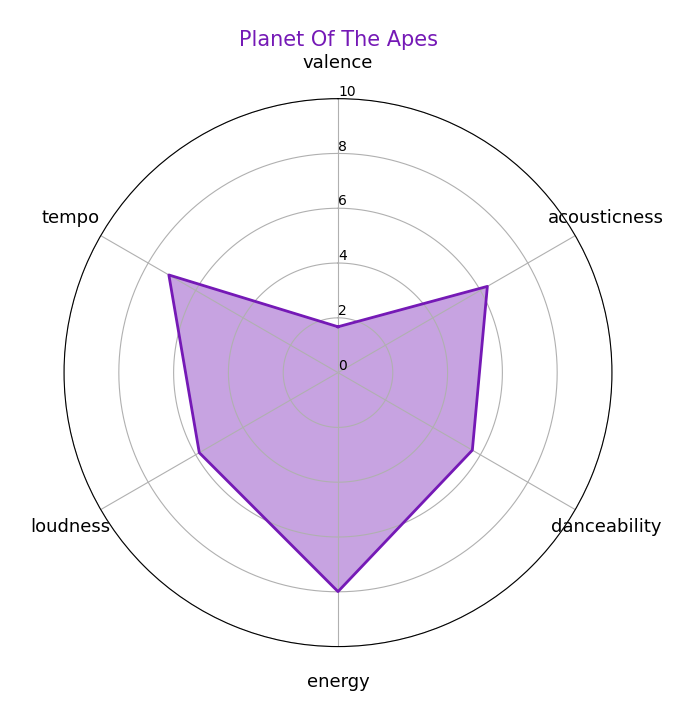 Planet Of The Apes
valence
10
8
6
4
2
0
tempo
acousticness
loudness
danceability
energy